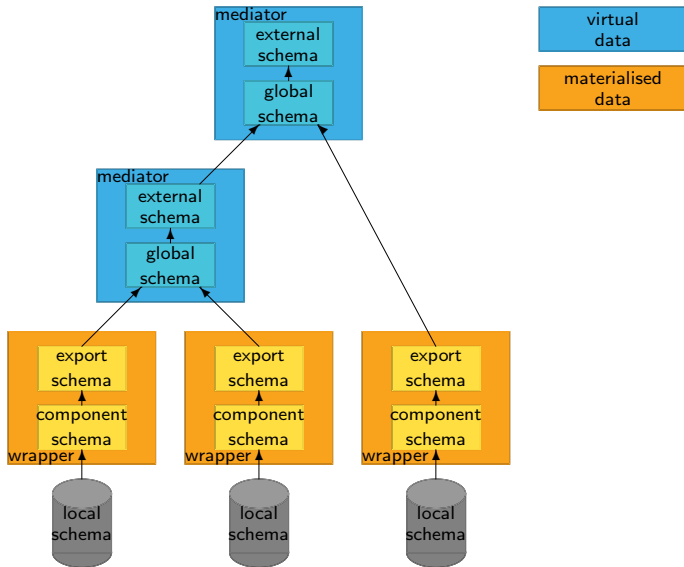 mediator
external
schema
global
schema
virtual
data
materialised
data
mediator
external
schema
global
schema
export
schema
component
schema
wrapper
local
schema
export
schema
component
schema
wrapper
local
schema
export
schema
component
schema
wrapper
local
schema